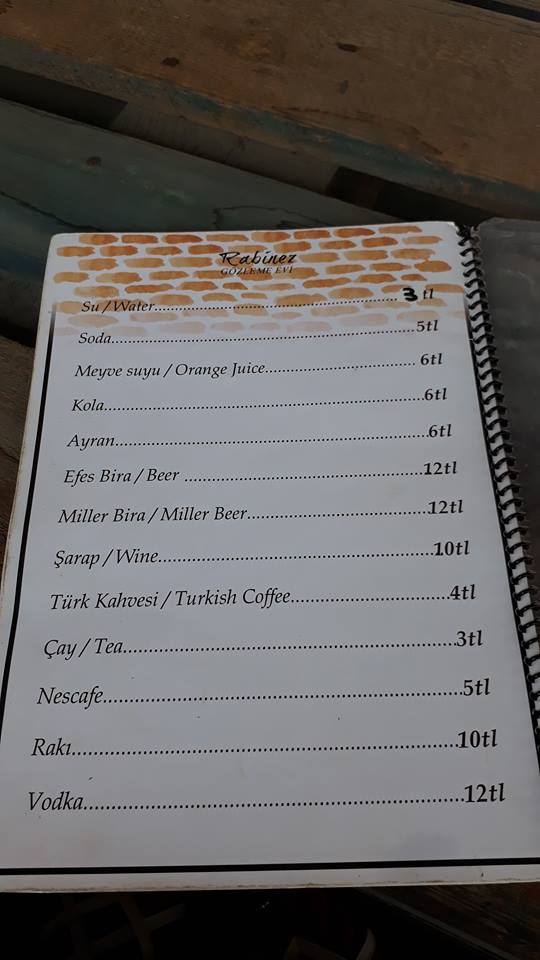 Rabinez
GÖZLEME EVİ
Su / Water.......................................................... 3 tl
Soda......................................................................5tl
Meyve suyu / Orange Juice.................................... 6tl
Kola........................................................................6tl
Ayran......................................................................6tl
Efes Bira / Beer .....................................................12tl
Miller Bira / Miller Beer........................................12tl
Şarap / Wine...........................................................10tl
Türk Kahvesi / Turkish Coffee................................4tl
Çay / Tea..................................................................3tl
Nescafe......................................................................5tl
Rakı...........................................................................10tl
Vodka........................................................................12tl